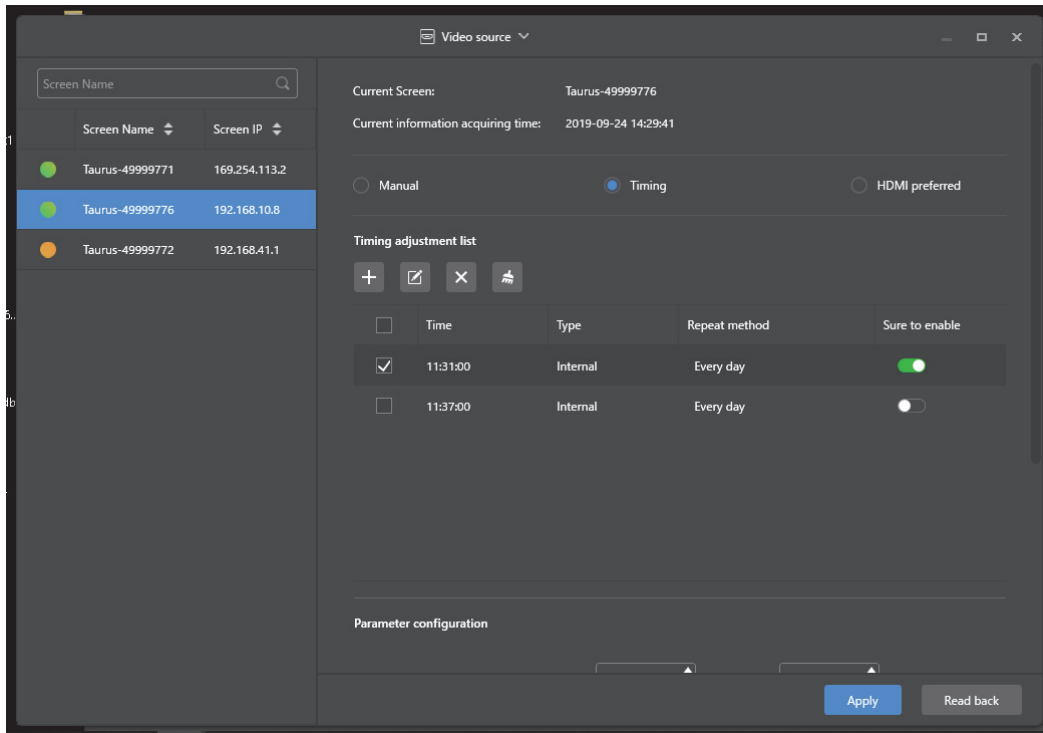 Video source
Screen Name
Screen Name
Screen IP
Taurus-49999771
169.254.113.2
Taurus-49999776
192.168.10.8
Taurus-49999772
192.168.41.1
Current Screen:
Taurus-49999776
Current information acquiring time:
2019-09-24 14:29:41
Manual
Timing
HDMI preferred
Timing adjustment list
Time
Type
Repeat method
Sure to enable
11:31:00
Internal
Every day
11:37:00
Internal
Every day
Parameter configuration
Apply
Read back